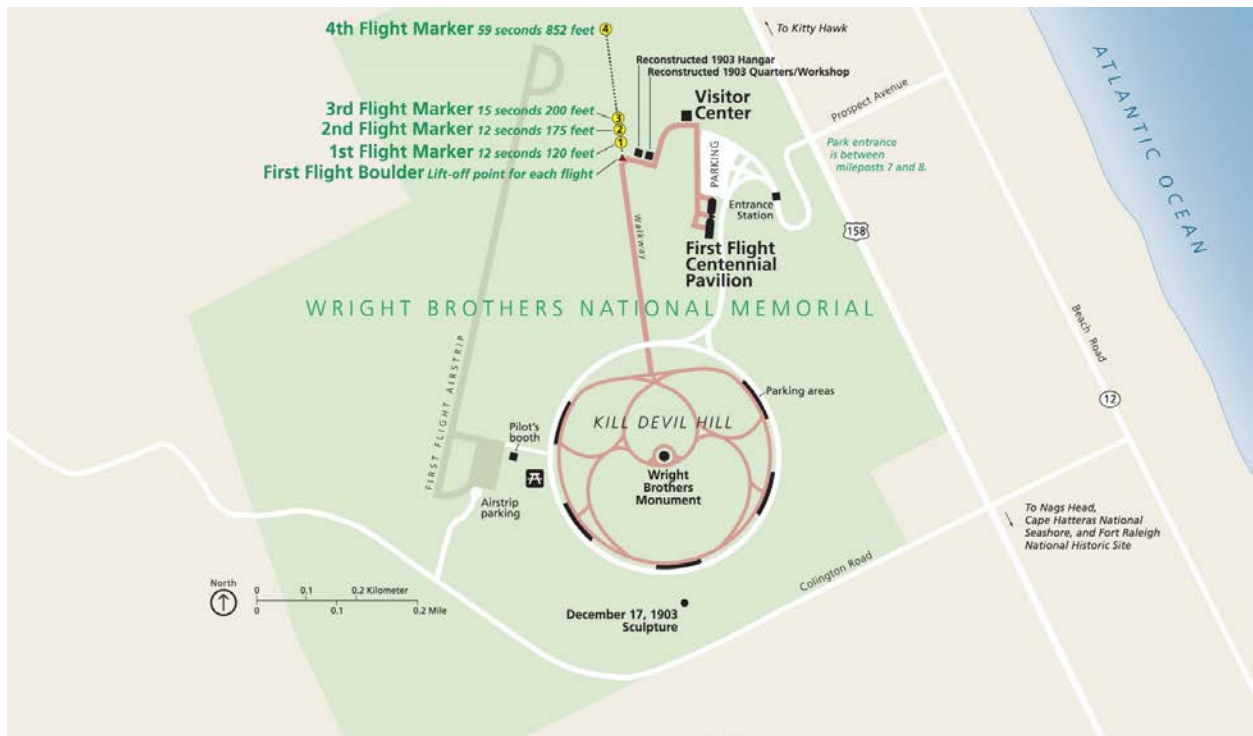 4th Flight Marker 59 seconds 852 feet
4
To Kitty Hawk
Reconstructed 1903 Hangar
Reconstructed 1903 Quarters/Workshop
Visitor
Center
3rd Flight Marker 15 seconds 200 feet
3
2nd Flight Marker 12 seconds 175 feet
2
1st Flight Marker 12 seconds 120 feet
1
First Flight Boulder Lift-off point for each flight
Prospect Avenue
Park entrance
is between
mileposts 7 and 8.
ATLANTIC OCEAN
PARKING
Entrance
Station
Walkway
158
First Flight
Centennial
Pavilion
WRIGHT BROTHERS NATIONAL MEMORIAL
Beach Road
FIRST FLIGHT AIRSTRIP
Parking areas
12
KILL DEVIL HILL
Pilot's
booth
Wright
Brothers
Monument
Airstrip
parking
To Nags Head,
Cape Hatteras National
Seashore, and Fort Raleigh
National Historic Site
Colington Road
North
0 0.1 0.2 Kilometer
0 0.1 0.2 Mile
December 17, 1903
Sculpture